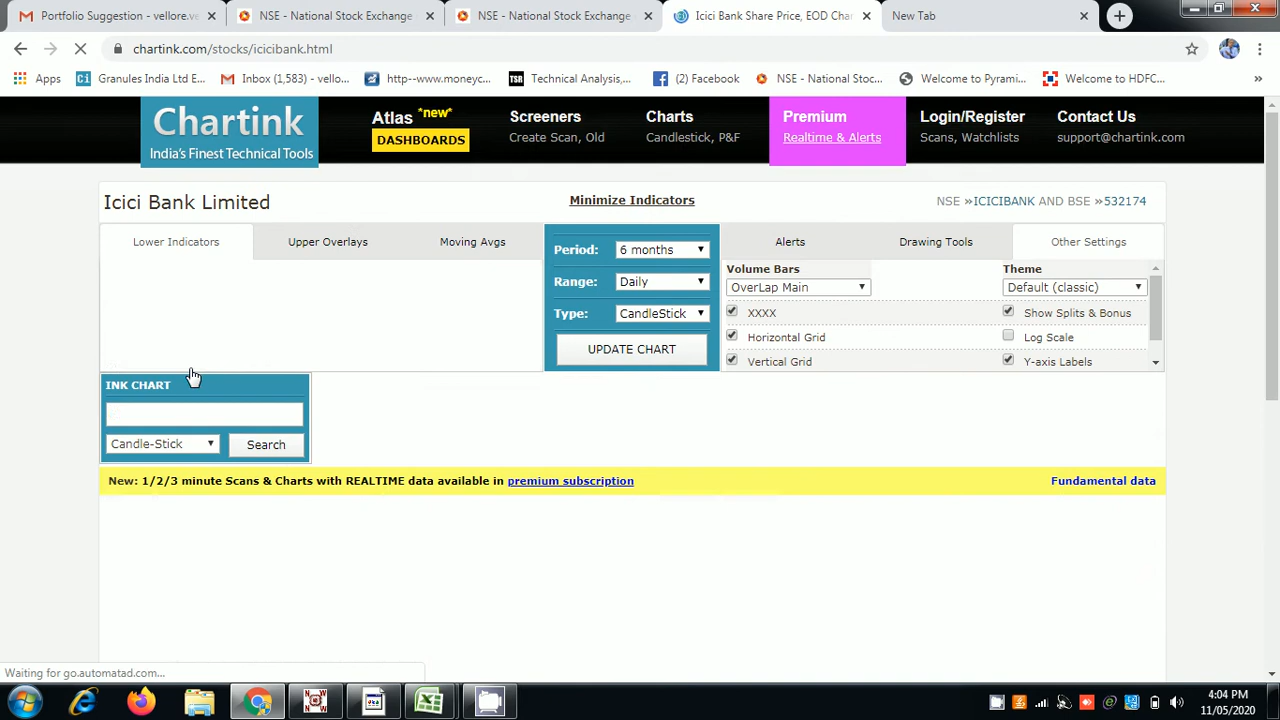 Portfolio Suggestion - vellore.ve
NSE - National Stock Exchange
NSE - National Stock Exchange
Icici Bank Share Price, EOD Char
New Tab
chartink.com/stocks/icicibank.html
Apps
Granules India Ltd E...
Inbox (1,583) - vello...
http--www.moneyc...
TSR
Technical Analysis,...
(2) Facebook
NSE - National Stoc...
Welcome to Pyrami...
Welcome to HDFC...
Chartink
India's Finest Technical Tools
Atlas *new*
DASHBOARDS
Screeners
Create Scan, Old
Charts
Candlestick, P&F
Premium
Realtime & Alerts
Login/Register
Scans, Watchlists
Contact Us
support@chartink.com
Icici Bank Limited
Minimize Indicators
NSE »ICICIBANK AND BSE »532174
Lower Indicators
Upper Overlays
Moving Avgs
Period: 6 months
Range: Daily
Type: CandleStick
UPDATE CHART
Alerts
Drawing Tools
Other Settings
Volume Bars
OverLap Main
XXXX
Horizontal Grid
Vertical Grid
Theme
Default (classic)
Show Splits & Bonus
Log Scale
Y-axis Labels
INK CHART
Candle-Stick
Search
New: 1/2/3 minute Scans & Charts with REALTIME data available in premium subscription
Fundamental data
Waiting for go.automatad.com...
4:04 PM
11/05/2020